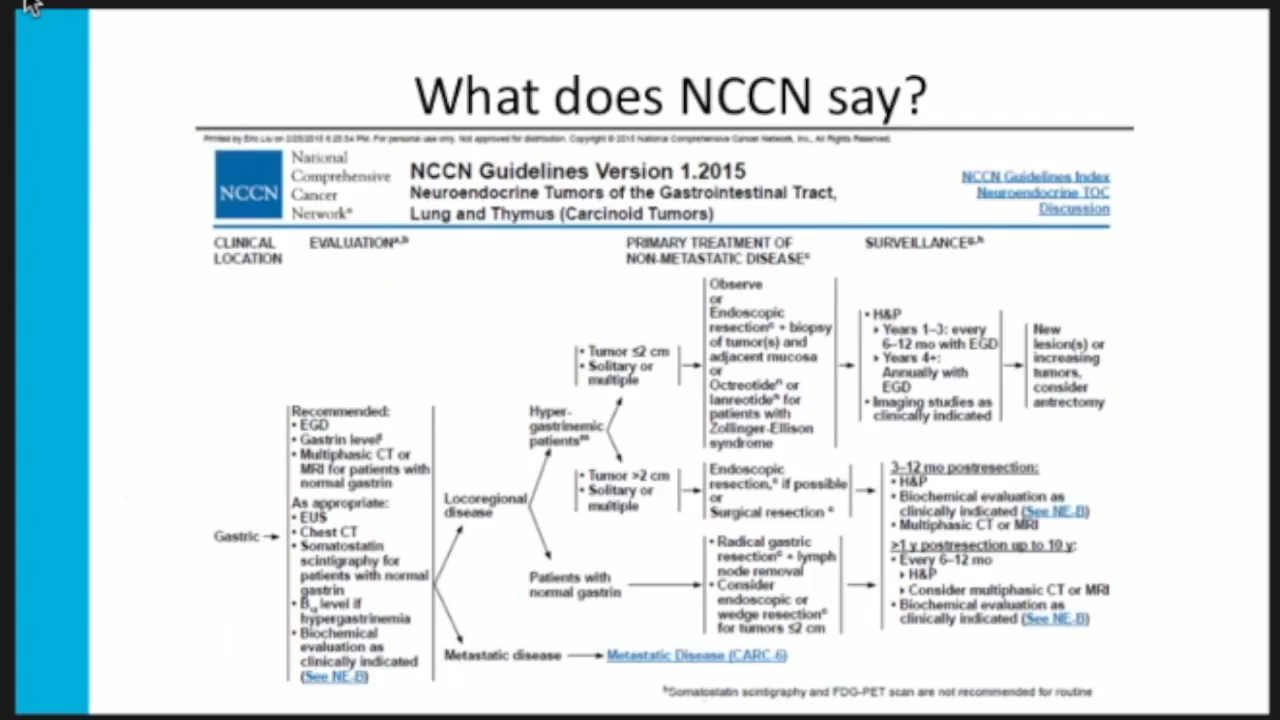 What does NCCN say?
Printed by Eric Liu on 2/25/2015 6:25:54 PM. For personal use only. Not approved for distribution. Copyright © 2015 National Comprehensive Cancer Network, Inc., All Rights Reserved.
NCCN
National
Comprehensive
Cancer
Network®
NCCN Guidelines Version 1.2015
Neuroendocrine Tumors of the Gastrointestinal Tract,
Lung and Thymus (Carcinoid Tumors)
NCCN Guidelines Index
Neuroendocrine TOC
Discussion
CLINICAL
LOCATION
EVALUATIONa,b
PRIMARY TREATMENT OF
NON-METASTATIC DISEASEc
SURVEILLANCEg,h
Gastric
Recommended:
• EGD
• Gastrin level
• Multiphasic CT or
MRI for patients with
normal gastrin
As appropriate:
• EUS
• Chest CT
• Somatostatin
scintigraphy for
patients with normal
gastrin
• B12 level if
hypergastrinemia
• Biochemical
evaluation as
clinically indicated
(See NE-B)
Locoregional
disease
Hyper-
gastrinemic
patientsm
• Tumor ≤2 cm
• Solitary or
multiple
Observe
or
Endoscopic
resection + biopsy
of tumor(s) and
adjacent mucosa
or
Octreotiden or
lanreotiden for
patients with
Zollinger-Ellison
syndrome
• H&P
Years 1–3: every
6–12 mo with EGD
Years 4+:
Annually with
EGD
• Imaging studies as
clinically indicated
New
lesion(s) or
increasing
tumors,
consider
antrectomy
• Tumor >2 cm
• Solitary or
multiple
Endoscopic
resection, if possible
or
Surgical resection
Patients with
normal gastrin
• Radical gastric
resection + lymph
node removal
• Consider
endoscopic or
wedge resection
for tumors ≤2 cm
3–12 mo postresection:
• H&P
• Biochemical evaluation as
clinically indicated (See NE-B)
• Multiphasic CT or MRI
>1 y postresection up to 10 y:
• Every 6–12 mo
H&P
Consider multiphasic CT or MRI
• Biochemical evaluation as
clinically indicated (See NE-B)
Metastatic disease
Metastatic Disease (CARC-6)
hSomatostatin scintigraphy and FDG-PET scan are not recommended for routine